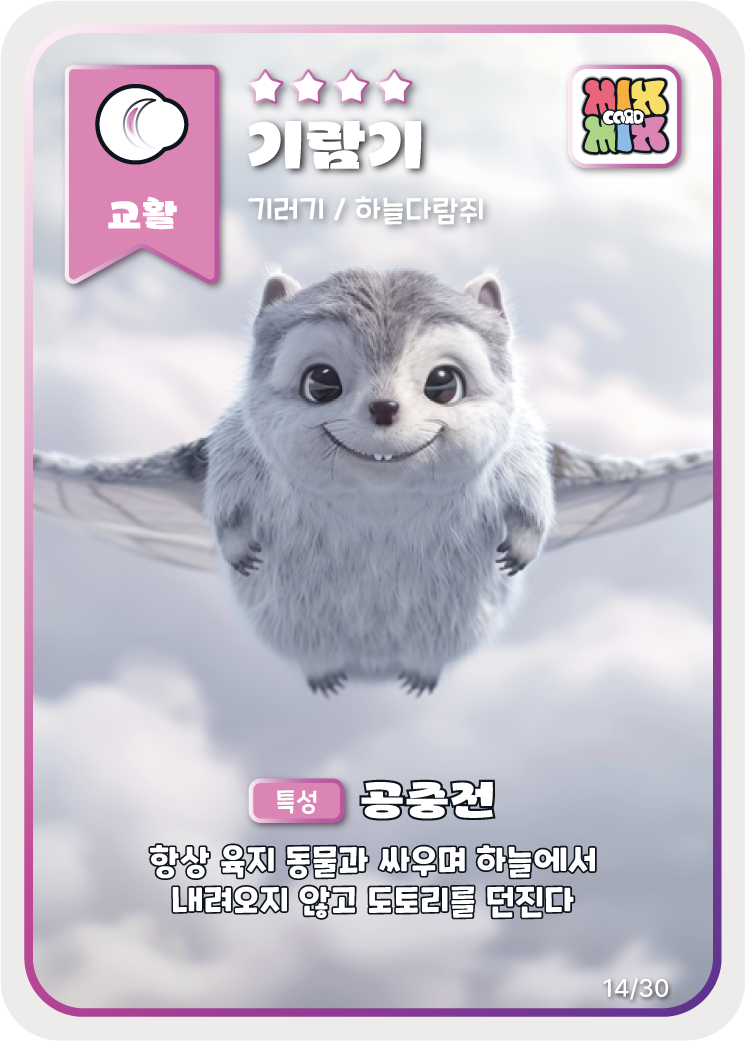 기람기
MIX
CARD
MIX
교활
기러기 / 하늘다람쥐
특성
공중전
항상 육지 동물과 싸우며 하늘에서
내려오지 않고 도토리를 던진다
14/30